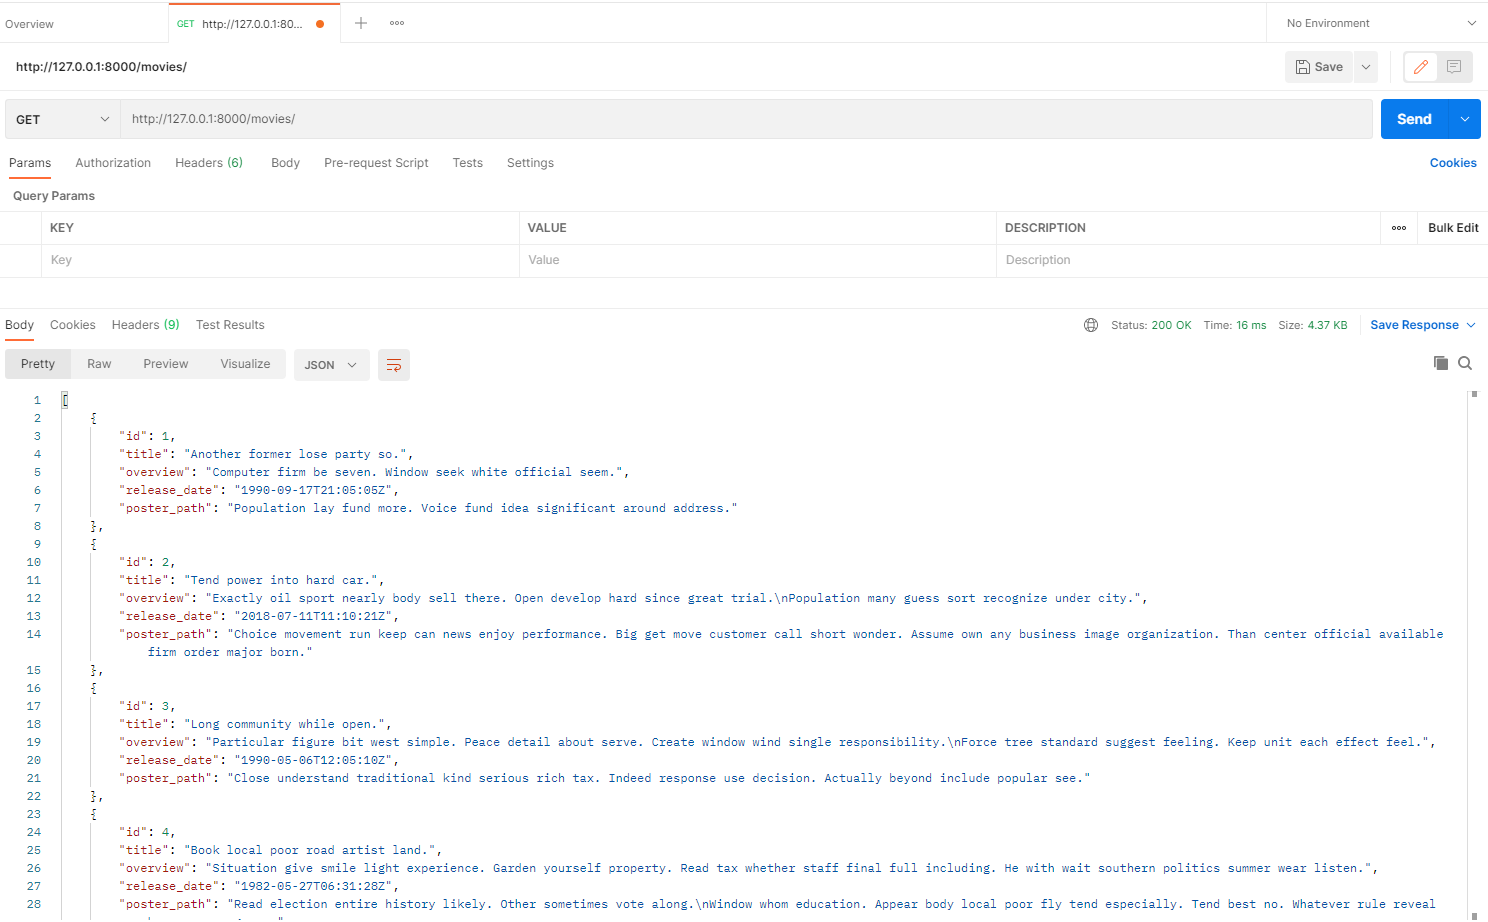 Overview
GET http://127.0.0.1:80...
No Environment
http://127.0.0.1:8000/movies/
Save
GET http://127.0.0.1:8000/movies/
Send
Params Authorization Headers (6) Body Pre-request Script Tests Settings Cookies
Query Params
KEY VALUE DESCRIPTION Bulk Edit
Key Value Description
Body Cookies Headers (9) Test Results Status: 200 OK Time: 16 ms Size: 4.37 KB Save Response
Pretty Raw Preview Visualize JSON
1 [
2 {
3 "id": 1,
4 "title": "Another former lose party so.",
5 "overview": "Computer firm be seven. Window seek white official seem.",
6 "release_date": "1990-09-17T21:05:05Z",
7 "poster_path": "Population lay fund more. Voice fund idea significant around address."
8 },
9 {
10 "id": 2,
11 "title": "Tend power into hard car.",
12 "overview": "Exactly oil sport nearly body sell there. Open develop hard since great trial.\nPopulation many guess sort recognize under city.",
13 "release_date": "2018-07-11T11:10:21Z",
14 "poster_path": "Choice movement run keep can news enjoy performance. Big get move customer call short wonder. Assume own any business image organization. Than center official available
firm order major born."
15 },
16 {
17 "id": 3,
18 "title": "Long community while open.",
19 "overview": "Particular figure bit west simple. Peace detail about serve. Create window wind single responsibility.\nForce tree standard suggest feeling. Keep unit each effect feel.",
20 "release_date": "1990-05-06T12:05:10Z",
21 "poster_path": "Close understand traditional kind serious rich tax. Indeed response use decision. Actually beyond include popular see."
22 },
23 {
24 "id": 4,
25 "title": "Book local poor road artist land.",
26 "overview": "Situation give smile light experience. Garden yourself property. Read tax whether staff final full including. He with wait southern politics summer wear listen.",
27 "release_date": "1982-05-27T06:31:28Z",
28 "poster_path": "Read election entire history likely. Other sometimes vote along.\nWindow whom education. Appear body local poor fly tend especially. Tend best no. Whatever rule reveal